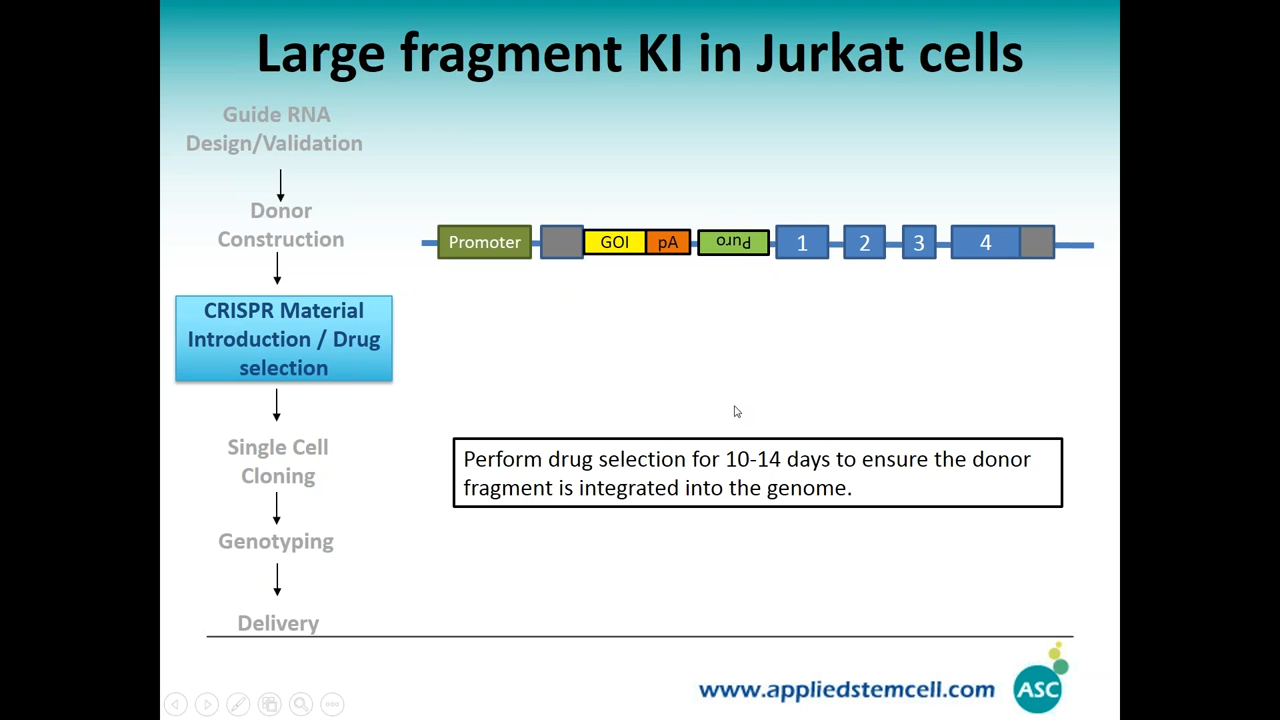 Large fragment KI in Jurkat cells
Guide RNA
Design/Validation
Donor
Construction
CRISPR Material
Introduction / Drug
selection
Single Cell
Cloning
Genotyping
Delivery
Promoter
GOI
pA
Puro
1
2
3
4
Perform drug selection for 10-14 days to ensure the donor
fragment is integrated into the genome.
www.appliedstemcell.com
ASC